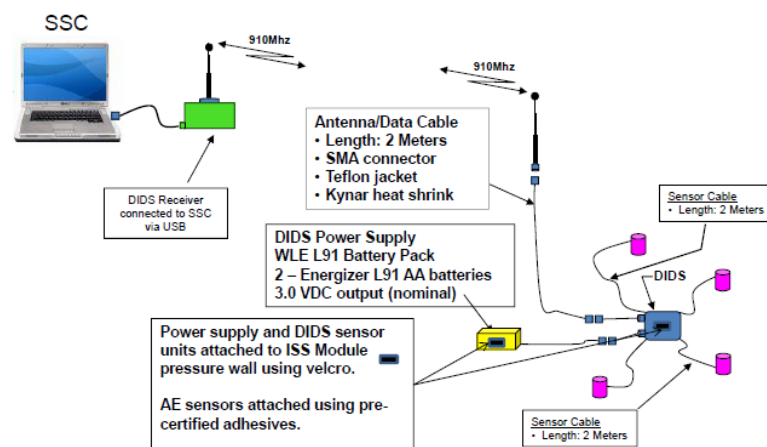 SSC
910Mhz
910Mhz
Antenna/Data Cable
• Length: 2 Meters
• SMA connector
• Teflon jacket
• Kynar heat shrink
DIDS Receiver
connected to SSC
via USB
Sensor Cable
• Length: 2 Meters
DIDS Power Supply
WLE L91 Battery Pack
2 – Energizer L91 AA batteries
3.0 VDC output (nominal)
DIDS
Power supply and DIDS sensor
units attached to ISS Module
pressure wall using velcro.
AE sensors attached using pre-
certified adhesives.
Sensor Cable
• Length: 2 Meters